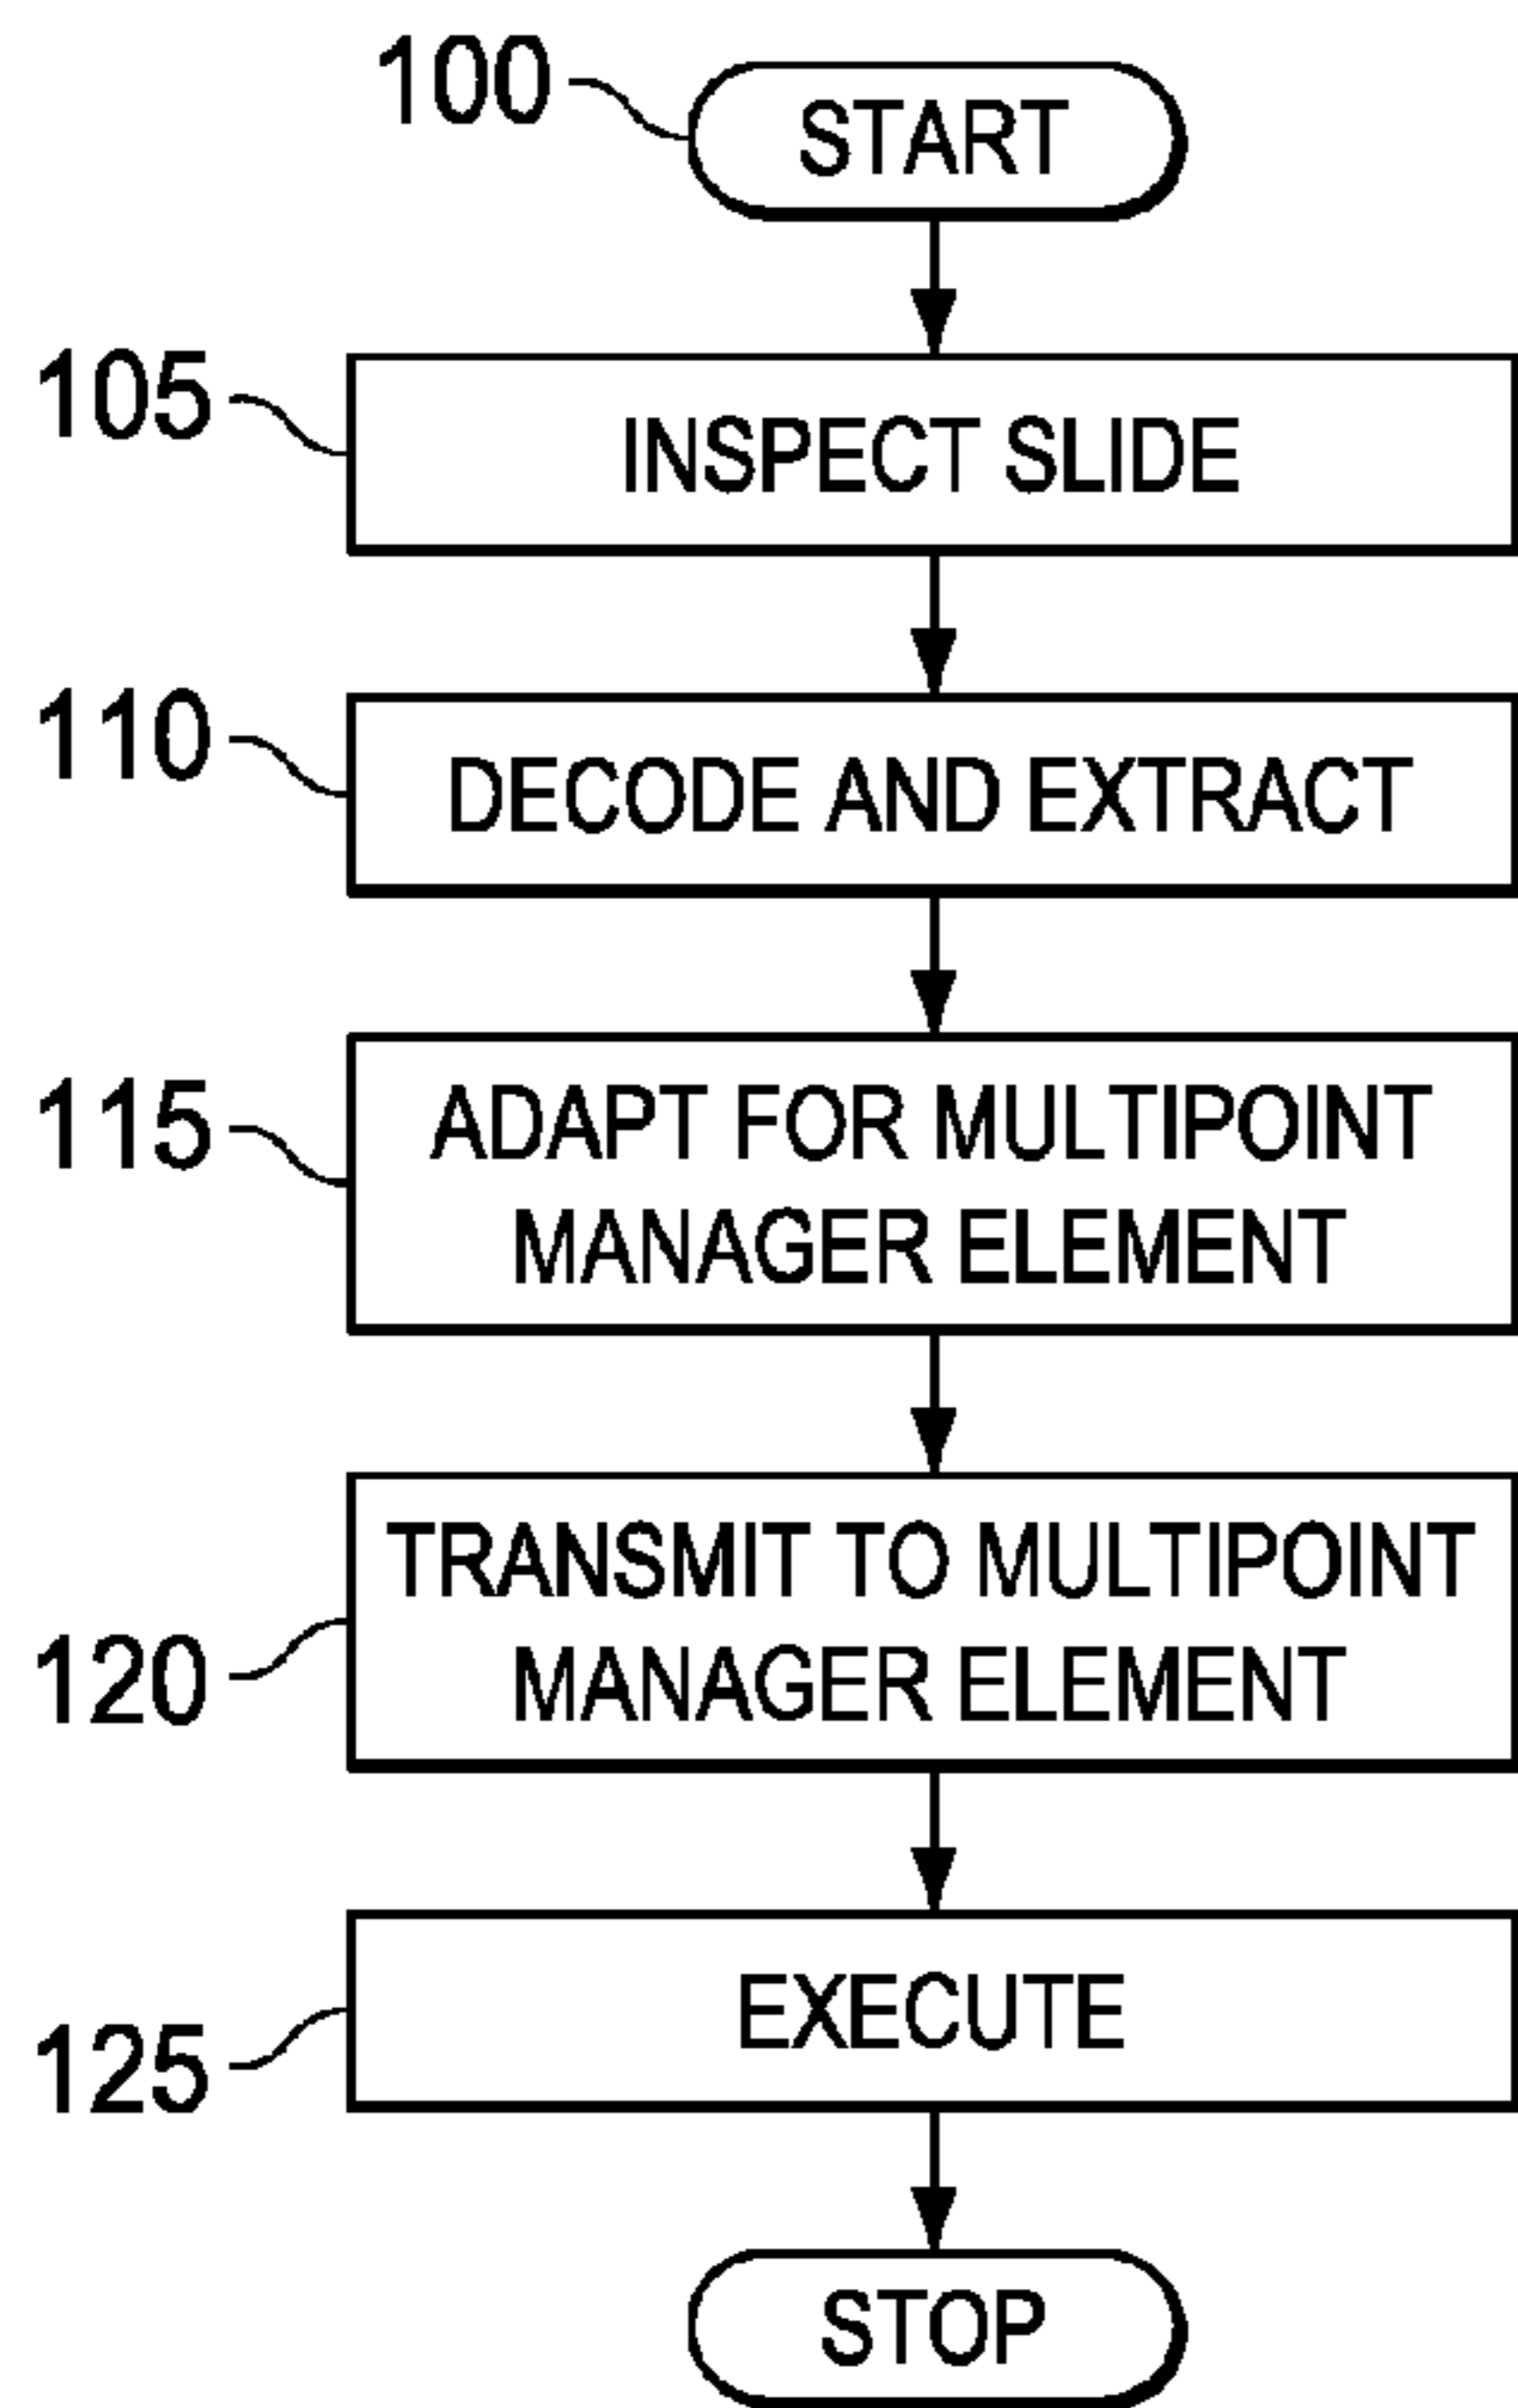 100
START
105
INSPECT SLIDE
110
DECODE AND EXTRACT
115
ADAPT FOR MULTIPOINT
MANAGER ELEMENT
120
TRANSMIT TO MULTIPOINT
MANAGER ELEMENT
125
EXECUTE
STOP